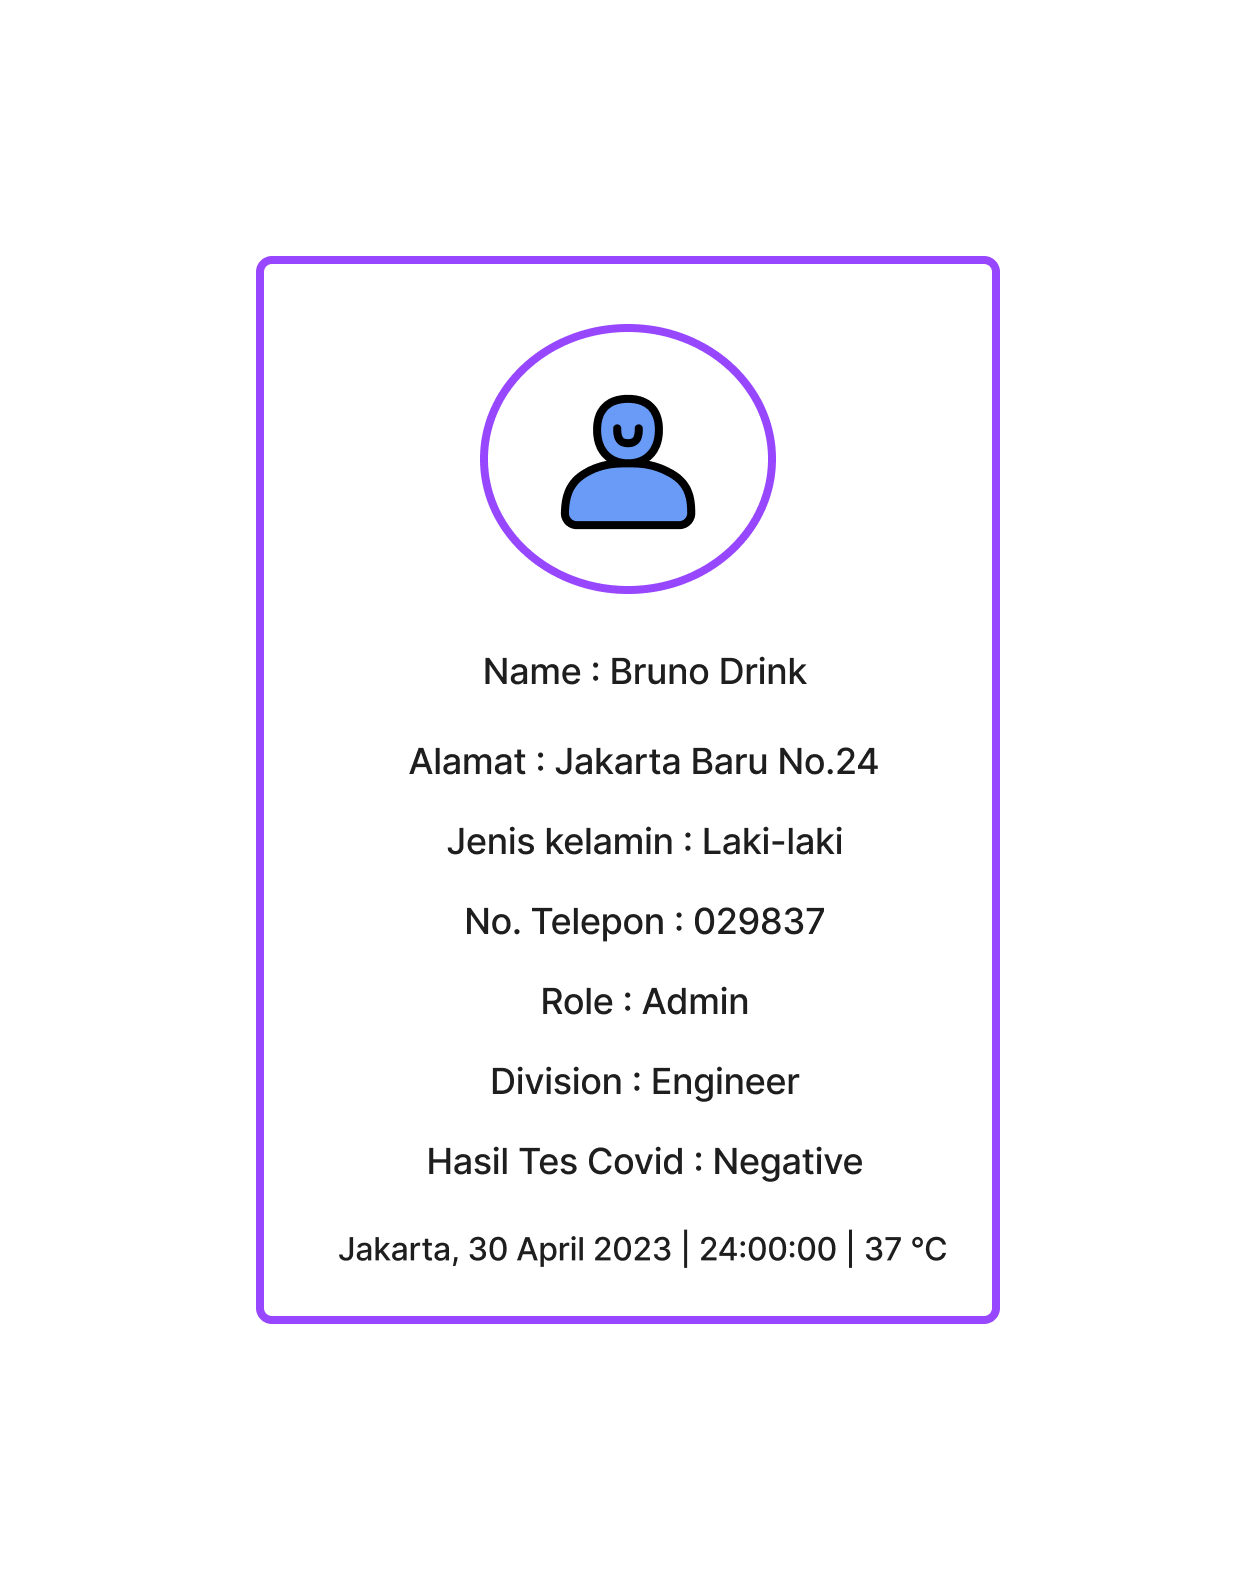 Name : Bruno Drink
Alamat : Jakarta Baru No.24
Jenis kelamin : Laki-laki
No. Telepon : 029837
Role : Admin
Division : Engineer
Hasil Tes Covid : Negative
Jakarta, 30 April 2023 | 24:00:00 | 37 °C